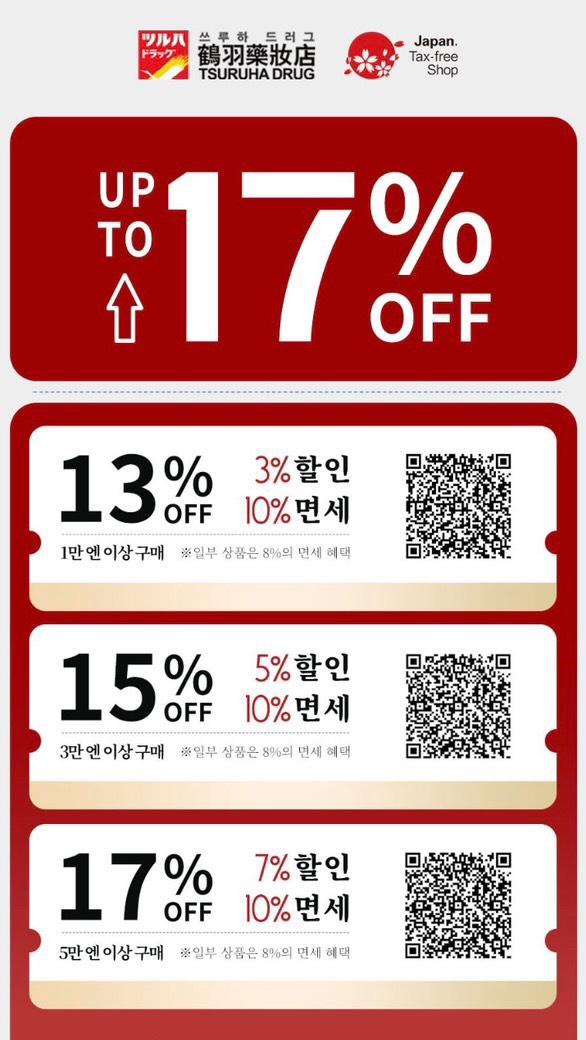 ツルハ
ドラッグ
쓰루하 드러그
鶴羽藥妝店
TSURUHA DRUG
Japan.
Tax-free
Shop
UP
TO
17%
OFF
13%
OFF
3%할인
10%면세
1만 엔 이상 구매 ※일부 상품은 8%의 면세 혜택
15%
OFF
5%할인
10%면세
3만 엔 이상 구매 ※일부 상품은 8%의 면세 혜택
17%
OFF
7%할인
10%면세
5만 엔 이상 구매 ※일부 상품은 8%의 면세 혜택